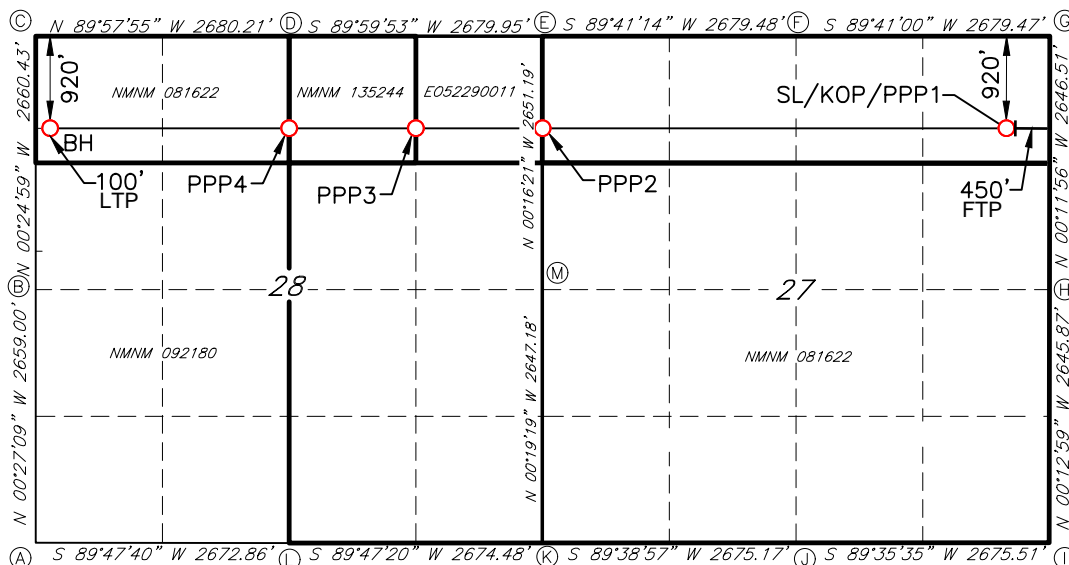 C N 89°57'55" W 2680.21' D S 89°59'53" W 2679.95' E S 89°41'14" W 2679.48' F S 89°41'00" W 2679.47' G
N 00°24'59" W 2660.43'
920'
NMNM 081622
NMNM 135244
E052290011
N 00°16'21" W 2651.19'
SL/KOP/PPP1
920'
N 00°11'56" W 2646.51'
BH
100'
LTP
PPP4
PPP3
PPP2
450'
FTP
B
28
M
27
H
N 00°27'09" W 2659.00'
NMNM 092180
N 00°19'19" W 2647.18'
NMNM 081622
N 00°12'59" W 2645.87'
A S 89°47'40" W 2672.86' L S 89°47'20" W 2674.48' K S 89°38'57" W 2675.17' J S 89°35'35" W 2675.51' I